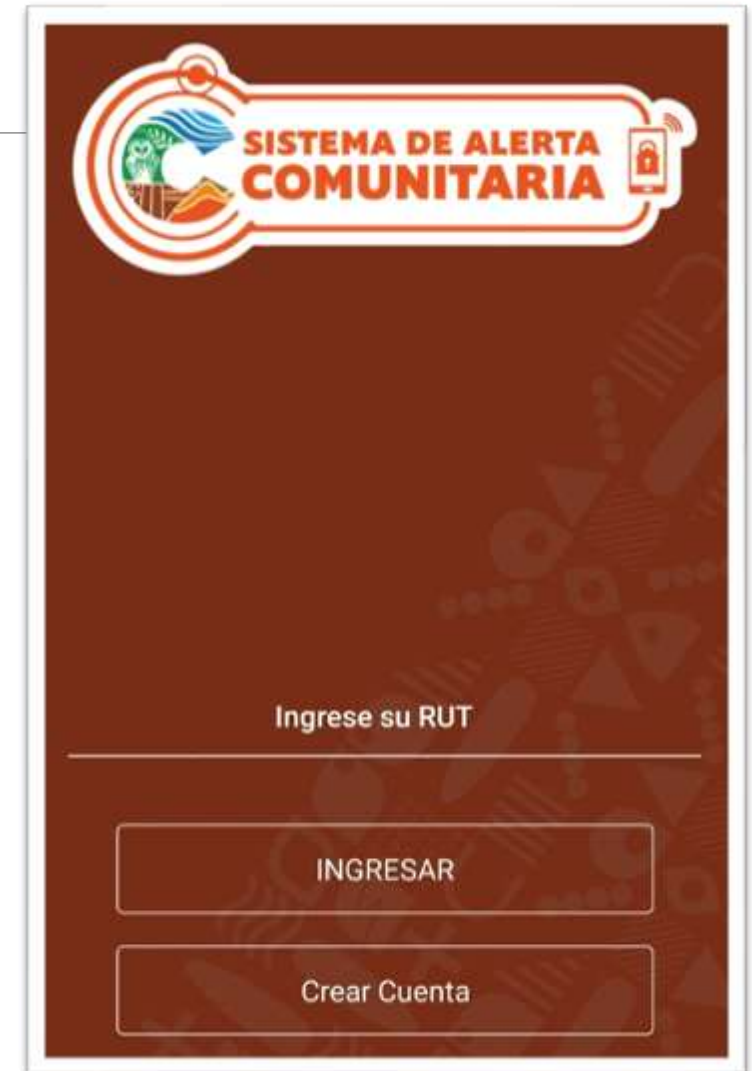 SISTEMA DE ALERTA
COMUNITARIA
Ingrese su RUT
INGRESAR
Crear Cuenta